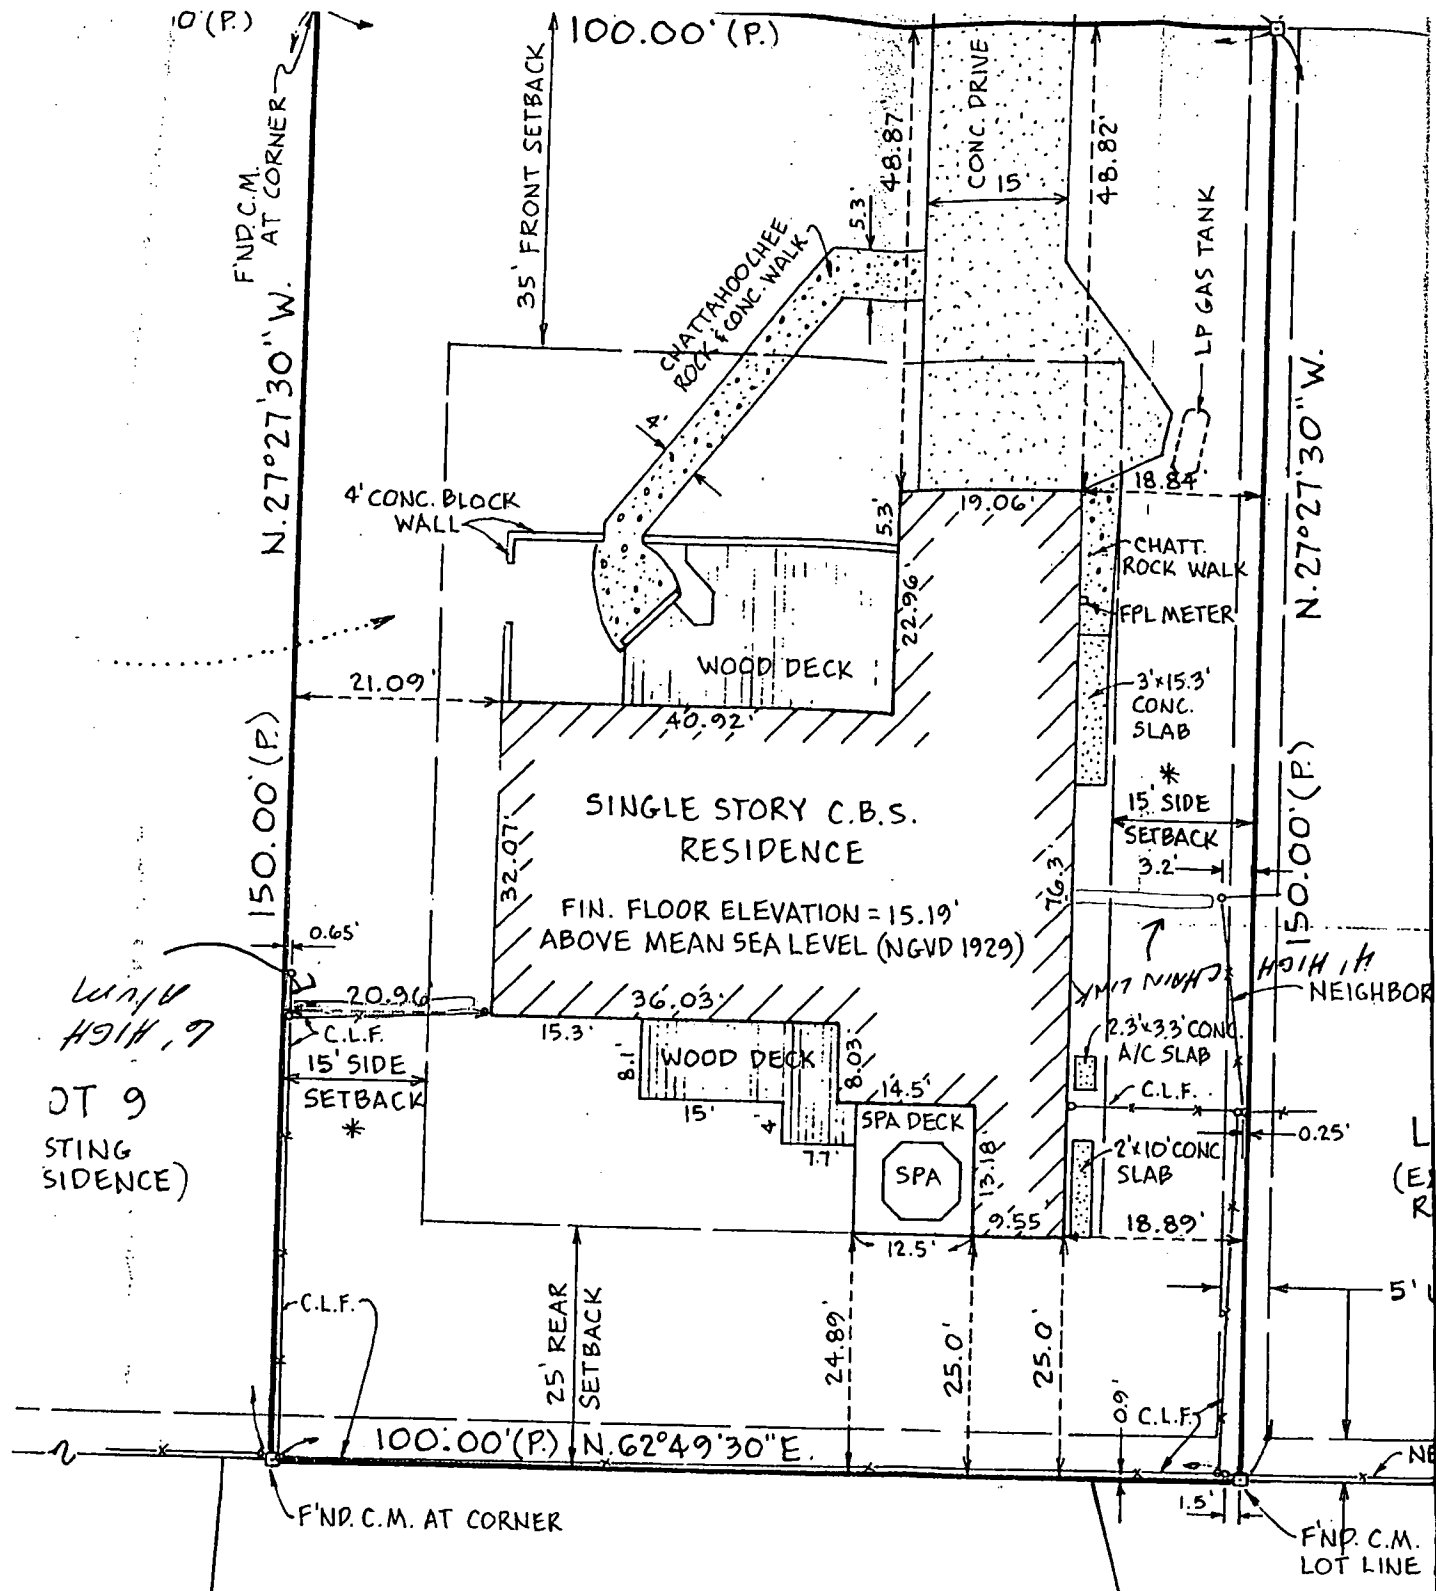 0'(P.)
100.00'(P.)
F'ND. C.M.
AT CORNER
35' FRONT SETBACK
48.87'
CONC. DRIVE
15'
48.82'
5.3'
CHATTAHOOCHEE
ROCK & CONC. WALK
4'
LP GAS TANK
N.27°27'30"W.
N.27°27'30"W.
4' CONC. BLOCK
WALL
5.3'
19.06'
18.84'
CHATT.
ROCK WALK
FPL METER
22.96'
WOOD DECK
21.09'
40.92'
3'x15.3'
CONC.
SLAB
*
15' SIDE
SETBACK
3.2'
150.00'(P.)
150.00'(P.)
SINGLE STORY C.B.S.
RESIDENCE
32.07'
76.3'
FIN. FLOOR ELEVATION = 15.19'
ABOVE MEAN SEA LEVEL (NGVD 1929)
0.65'
6' HIGH
Alum
4' HIGH CHAIN LINK
NEIGHBOR
20.96'
C.L.F.
15' SIDE
SETBACK
*
36.03'
15.3'
WOOD DECK
8.1'
8.03'
15'
4'
7.7'
14.5'
SPA DECK
SPA
13.18'
9.55'
12.5'
2.3'x3.3' CONC.
A/C SLAB
C.L.F.
0.25'
2'x10' CONC
SLAB
18.89'
OT 9
STING
SIDENCE)
L
(E
R
C.L.F.
25' REAR
SETBACK
24.89'
25.0'
25.0'
5'
0.9'
C.L.F.
100.00'(P.) N.62°49'30"E.
NE
1.5'
F'ND. C.M. AT CORNER
F'ND. C.M.
LOT LINE